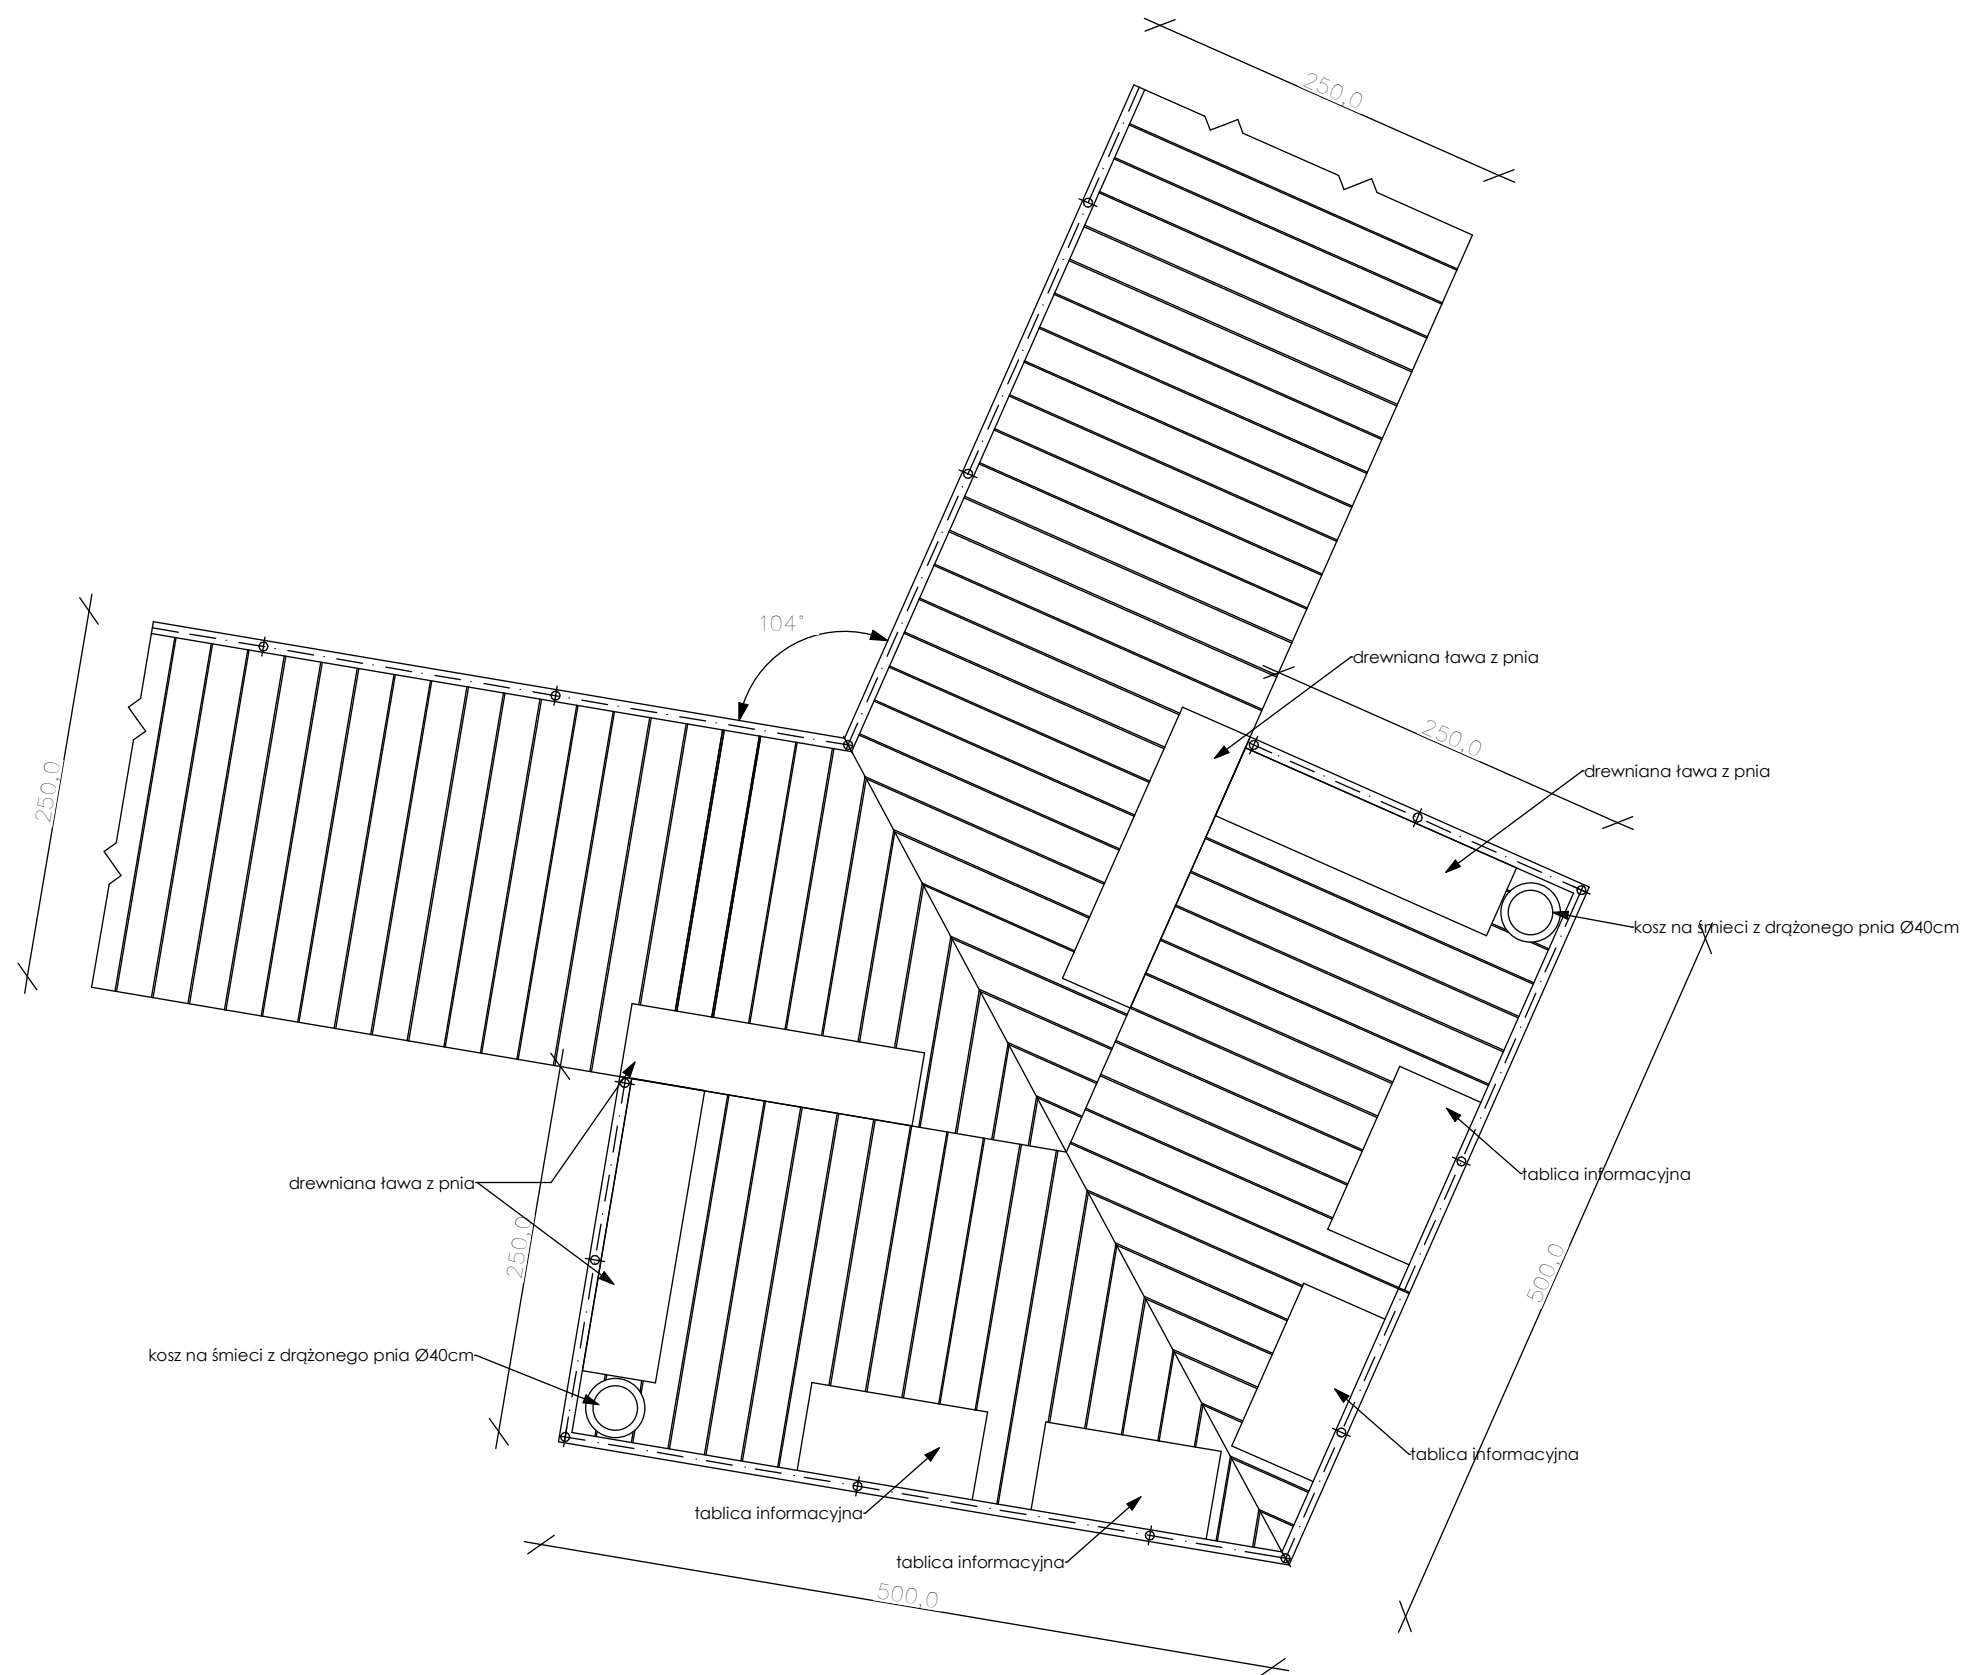 250,0
104°
drewniana ława z pnia
250,0
drewniana ława z pnia
250,0
kosz na śmieci z drążonego pnia Ø40cm
tablica informacyjna
drewniana ława z pnia
250,0
500,0
kosz na śmieci z drążonego pnia Ø40cm
tablica informacyjna
tablica informacyjna
tablica informacyjna
500,0